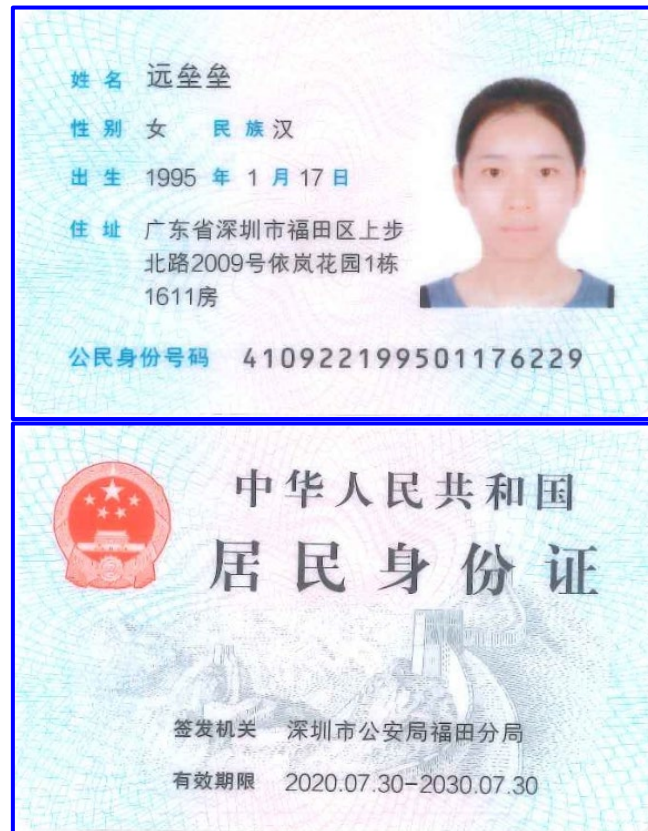 姓名 远垒垒
性别 女 民族 汉
出生 1995 年 1 月 17 日
住址 广东省深圳市福田区上步
北路2009号依岚花园1栋
1611房
公民身份号码 410922199501176229
中华人民共和国
居民身份证
签发机关 深圳市公安局福田分局
有效期限 2020.07.30-2030.07.30